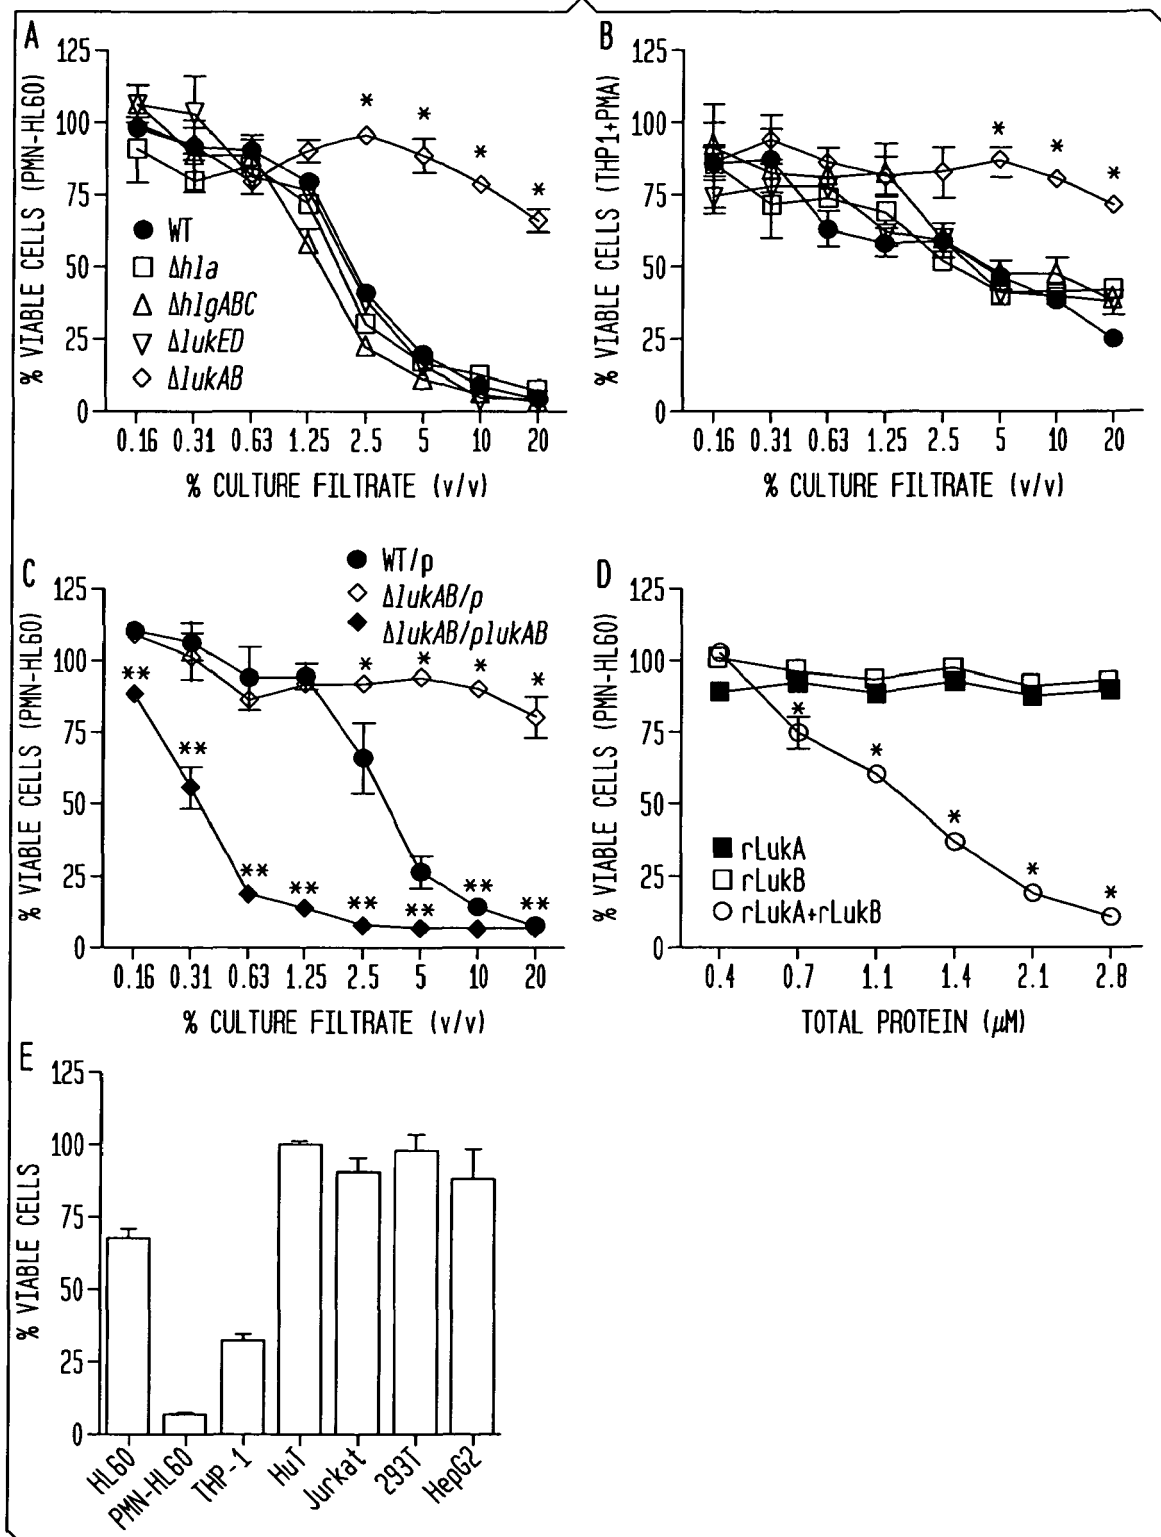 A
125
100
75
50
25
0
% VIABLE CELLS (PMN-HL60)
* * * *
WT
Δhla
ΔhlgABC
ΔlukED
ΔlukAB
0.16 0.31 0.63 1.25 2.5 5 10 20
% CULTURE FILTRATE (v/v)
B
125
100
75
50
25
0
% VIABLE CELLS (THP1+PMA)
* * *
0.16 0.31 0.63 1.25 2.5 5 10 20
% CULTURE FILTRATE (v/v)
C
WT/p
ΔlukAB/p
ΔlukAB/plukAB
125
100
75
50
25
0
% VIABLE CELLS (PMN-HL60)
* * * *
** ** ** ** ** ** ** **
0.16 0.31 0.63 1.25 2.5 5 10 20
% CULTURE FILTRATE (v/v)
D
125
100
75
50
25
0
% VIABLE CELLS (PMN-HL60)
* * * * *
rLukA
rLukB
rLukA+rLukB
0.4 0.7 1.1 1.4 2.1 2.8
TOTAL PROTEIN (μM)
E
125
100
75
50
25
0
% VIABLE CELLS
HL60 PMN-HL60 THP-1 HuT Jurkat 293T HepG2